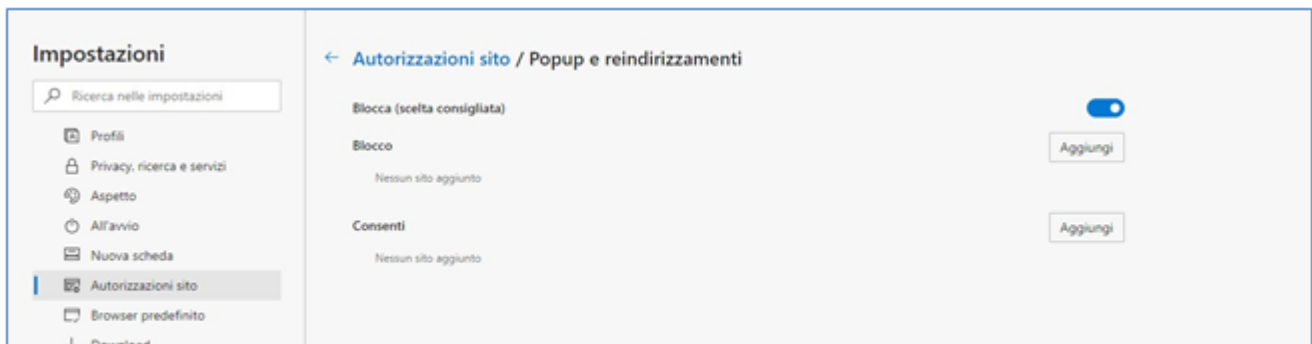 Impostazioni
Ricerca nelle impostazioni
Profili
Privacy, ricerca e servizi
Aspetto
All'avvio
Nuova scheda
Autorizzazioni sito
Browser predefinito
Download
← Autorizzazioni sito / Popup e reindirizzamenti
Blocca (scelta consigliata)
Blocco
Aggiungi
Nessun sito aggiunto
Consenti
Aggiungi
Nessun sito aggiunto